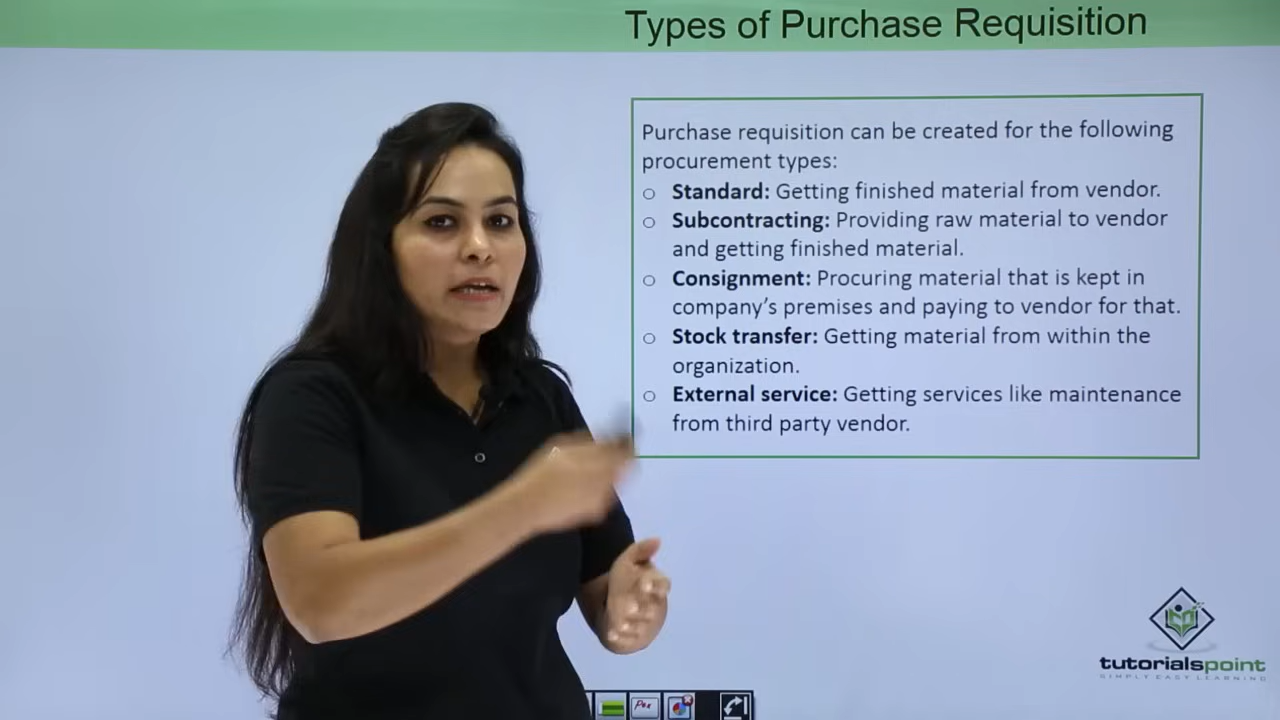 Types of Purchase Requisition
Purchase requisition can be created for the following
procurement types:
o Standard: Getting finished material from vendor.
o Subcontracting: Providing raw material to vendor
and getting finished material.
o Consignment: Procuring material that is kept in
company's premises and paying to vendor for that.
o Stock transfer: Getting material from within the
organization.
o External service: Getting services like maintenance
from third party vendor.
tutorialspoint
SIMPLY EASY LEARNING
Pen